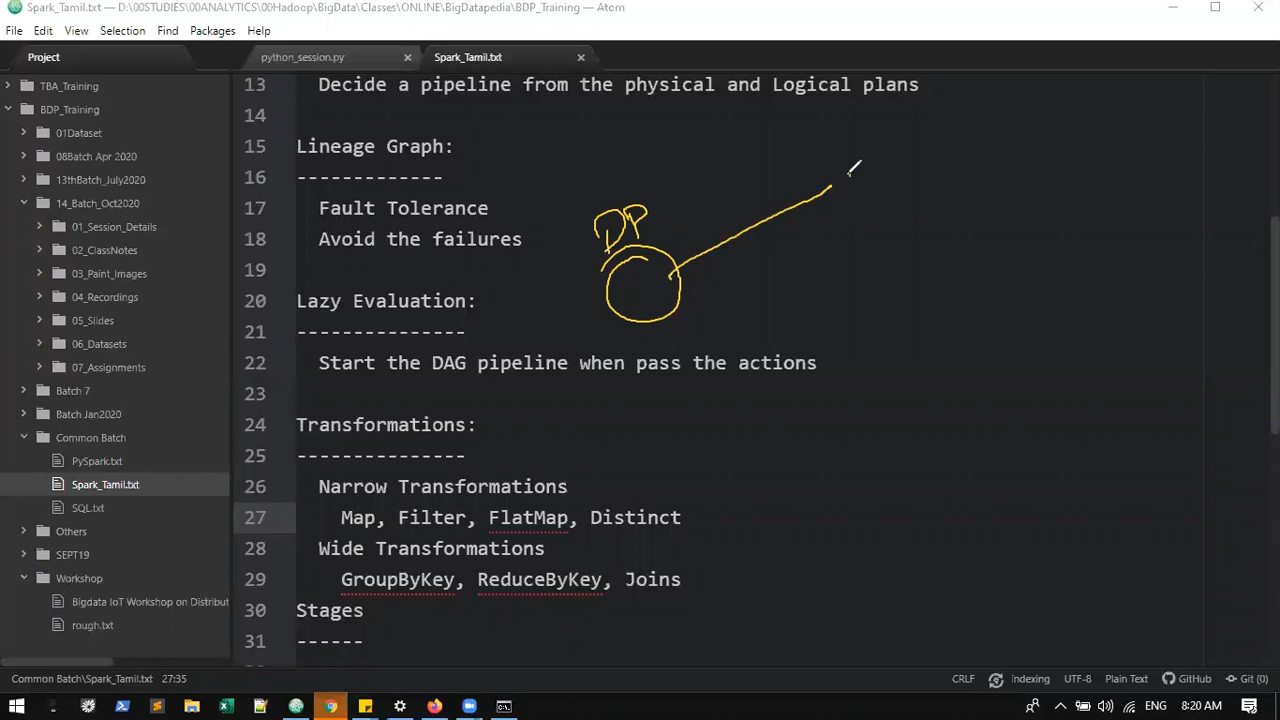 Spark_Tamil.txt — D:\00STUDIES\00ANALYTICS\00Hadoop\BigData\Classes\ONLINE\BigDatapedia\BDP_Training — Atom
File Edit View Selection Find Packages Help
Project
python_session.py
Spark_Tamil.txt
TBA_Training
BDP_Training
01Dataset
08Batch Apr 2020
13thBatch_July2020
14_Batch_Oct2020
01_Session_Details
02_ClassNotes
03_Paint_Images
04_Recordings
05_Slides
06_Datasets
07_Assignments
Batch 7
Batch Jan2020
Common Batch
PySpark.txt
Spark_Tamil.txt
SQL.txt
Others
SEPT19
Workshop
Bigdata IoT Workshop on Distribut
rough.txt
13 Decide a pipeline from the physical and Logical plans
14
15 Lineage Graph:
16 -------------
17 Fault Tolerance
18 Avoid the failures
19
20 Lazy Evaluation:
21 ---------------
22 Start the DAG pipeline when pass the actions
23
24 Transformations:
25 ---------------
26 Narrow Transformations
27 Map, Filter, FlatMap, Distinct
28 Wide Transformations
29 GroupByKey, ReduceByKey, Joins
30 Stages
31 ------
DP
Common Batch\Spark_Tamil.txt 27:35 CRLF Indexing UTF-8 Plain Text GitHub Git (0)
ENG 8:20 AM